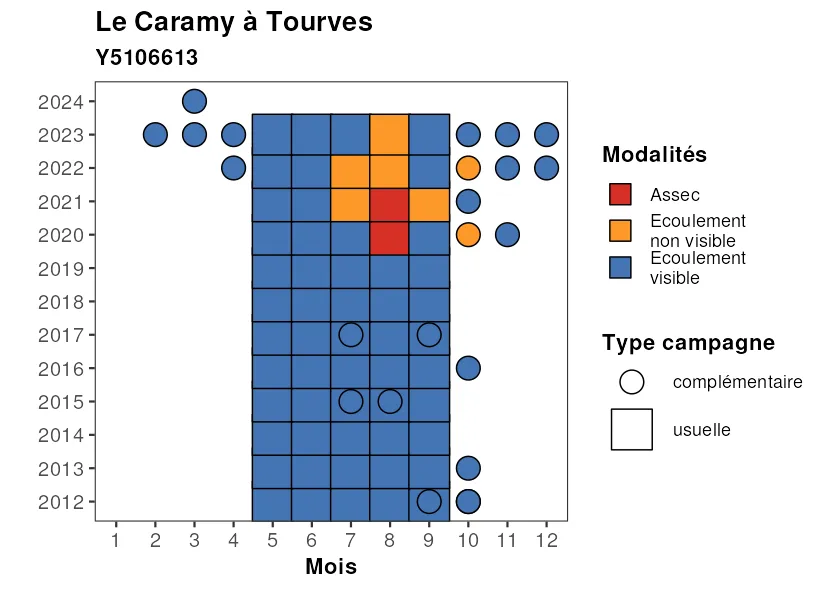 Le Caramy à Tourves
Y5106613
2024
2023
2022
2021
2020
2019
2018
2017
2016
2015
2014
2013
2012
1 2 3 4 5 6 7 8 9 10 11 12
Mois
Modalités
Assec
Ecoulement
non visible
Ecoulement
visible
Type campagne
complémentaire
usuelle